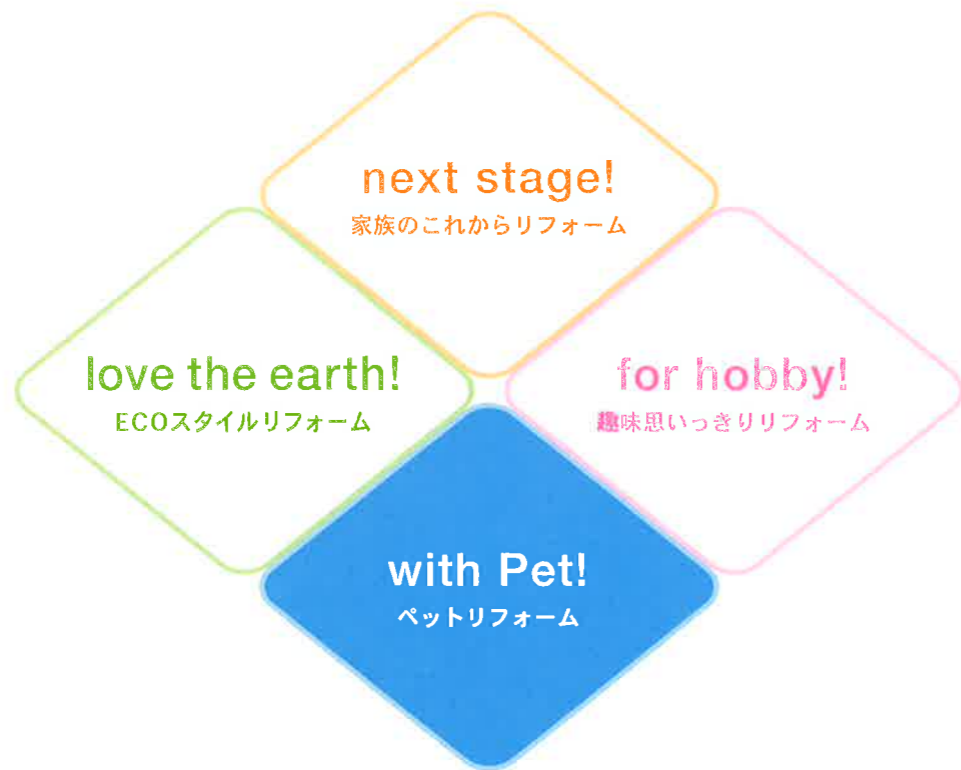 next stage!
家族のこれからリフォーム
love the earth!
ECOスタイルリフォーム
for hobby!
趣味思いっきりリフォーム
with Pet!
ペットリフォーム